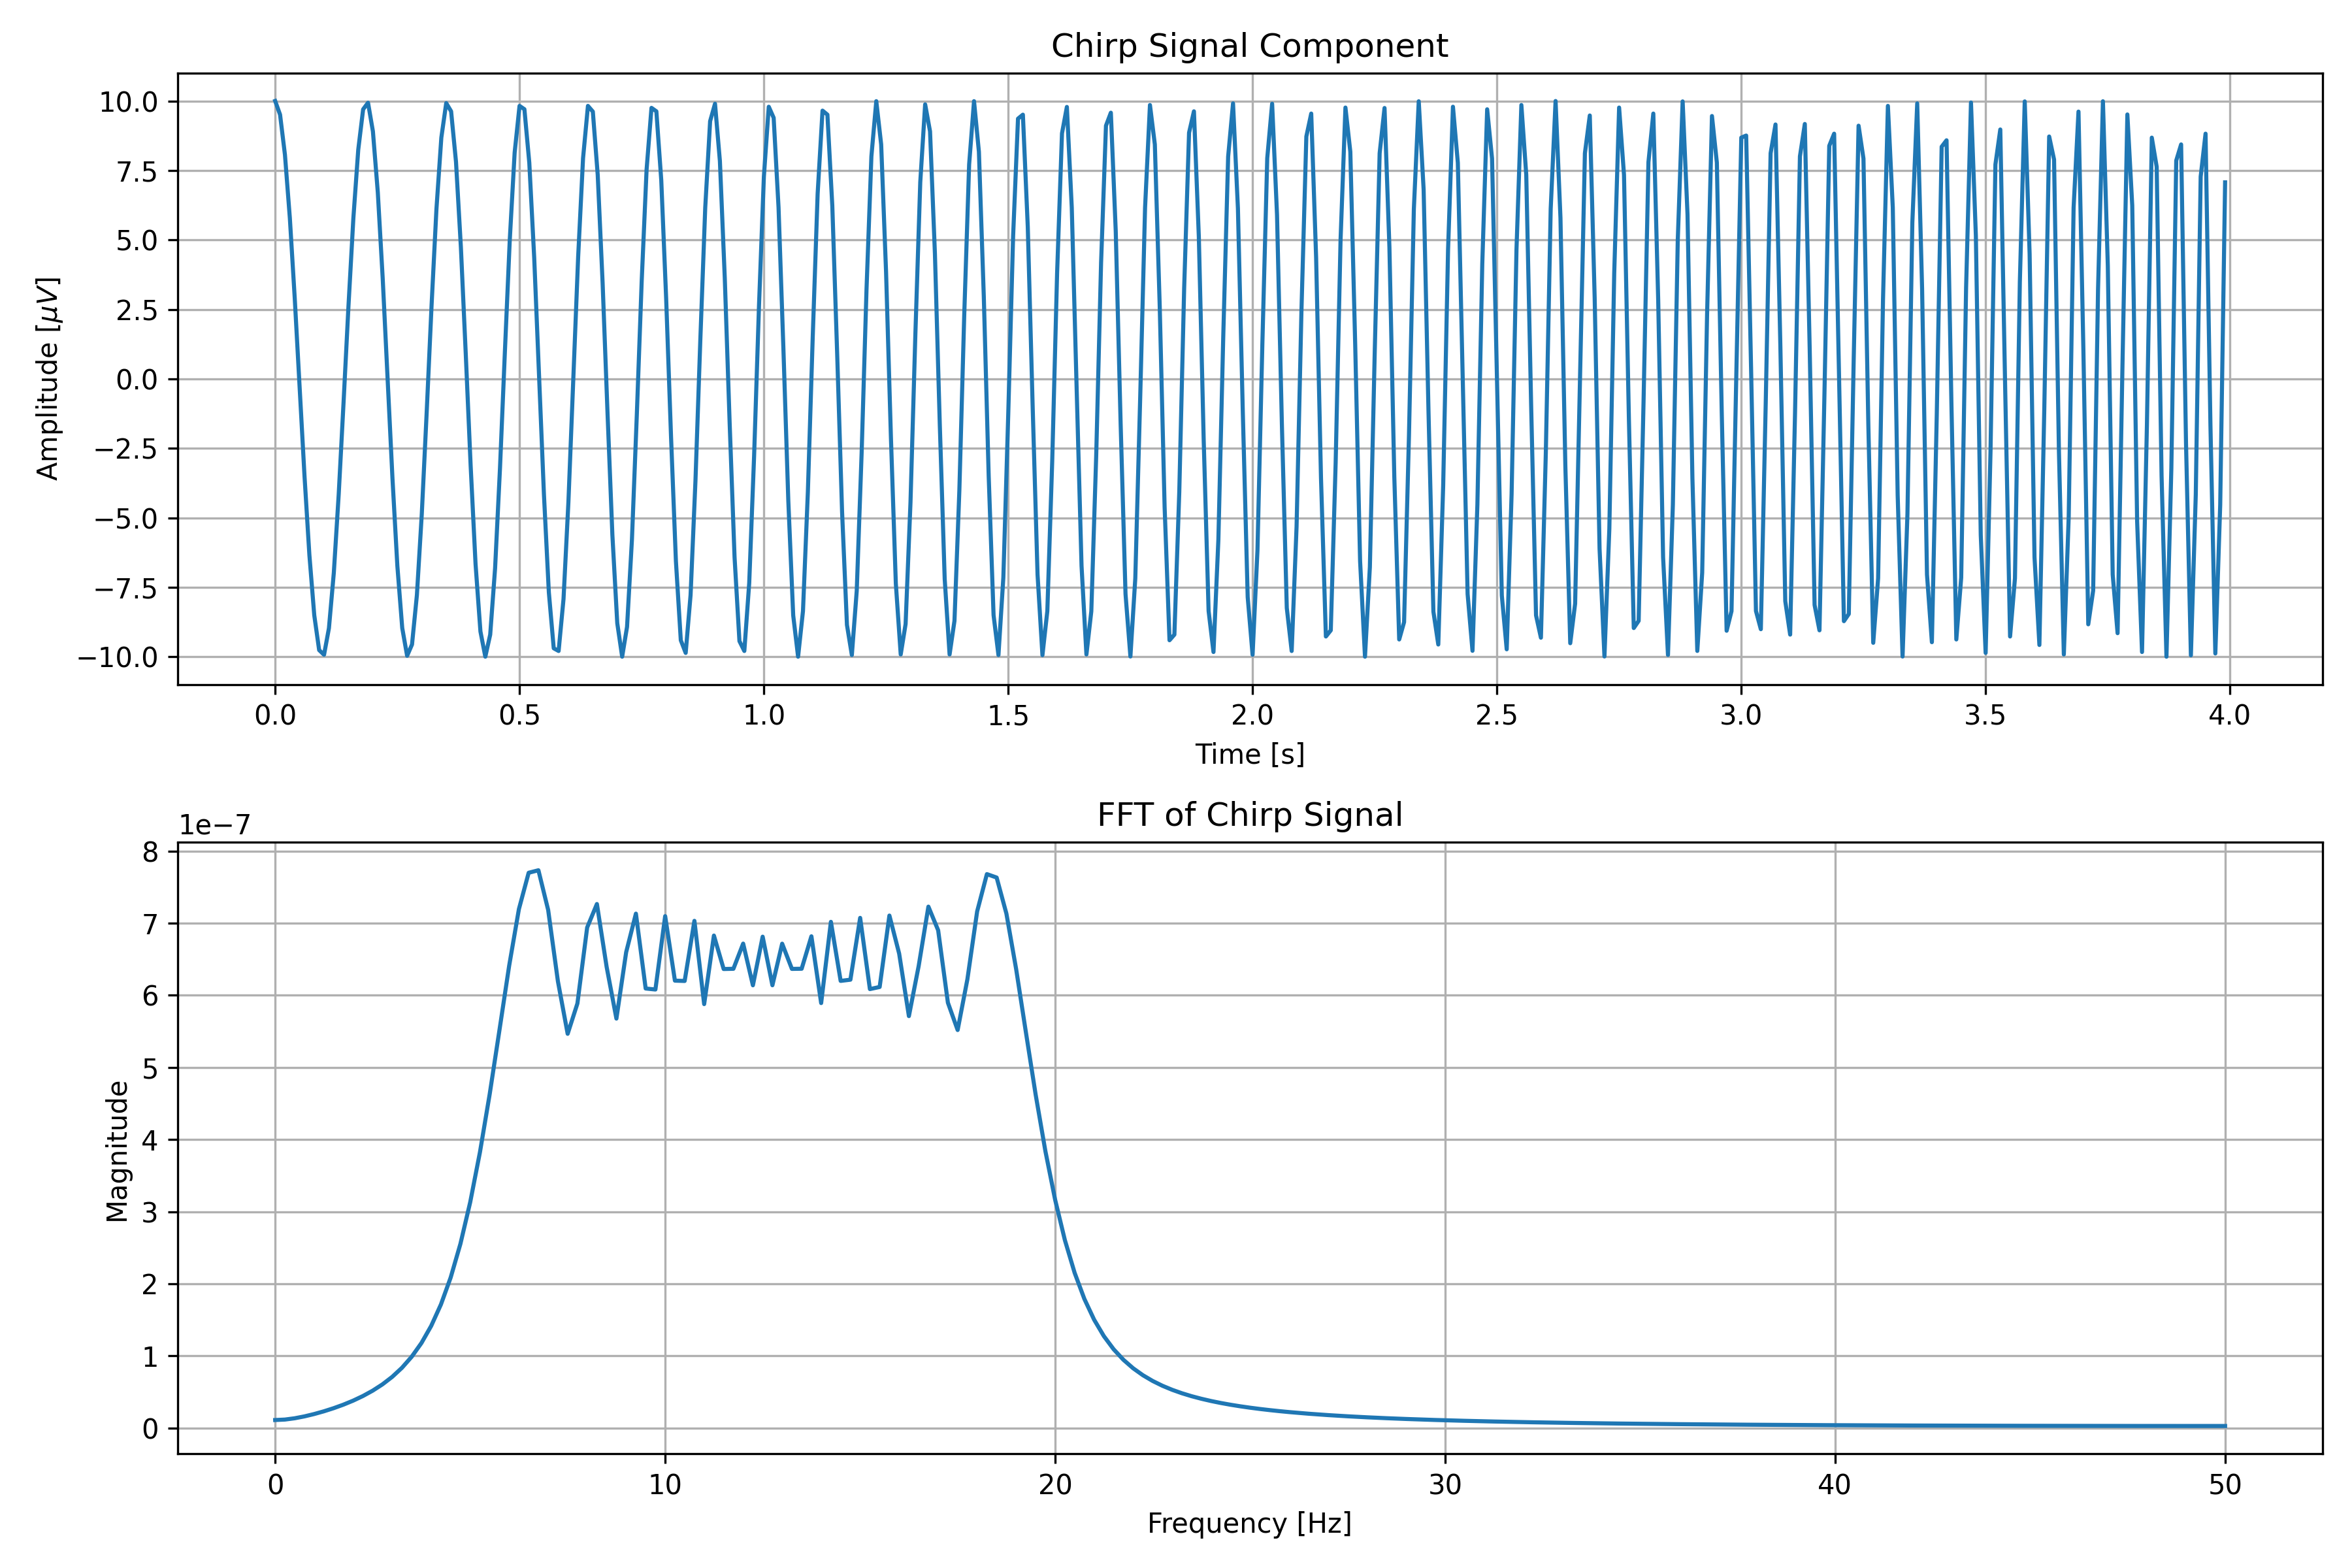 Chirp Signal Component
10.0
7.5
5.0
2.5
0.0
−2.5
−5.0
−7.5
−10.0
Amplitude [μV]
0.0 0.5 1.0 1.5 2.0 2.5 3.0 3.5 4.0
Time [s]
FFT of Chirp Signal
1e−7
8
7
6
5
4
3
2
1
0
Magnitude
0 10 20 30 40 50
Frequency [Hz]